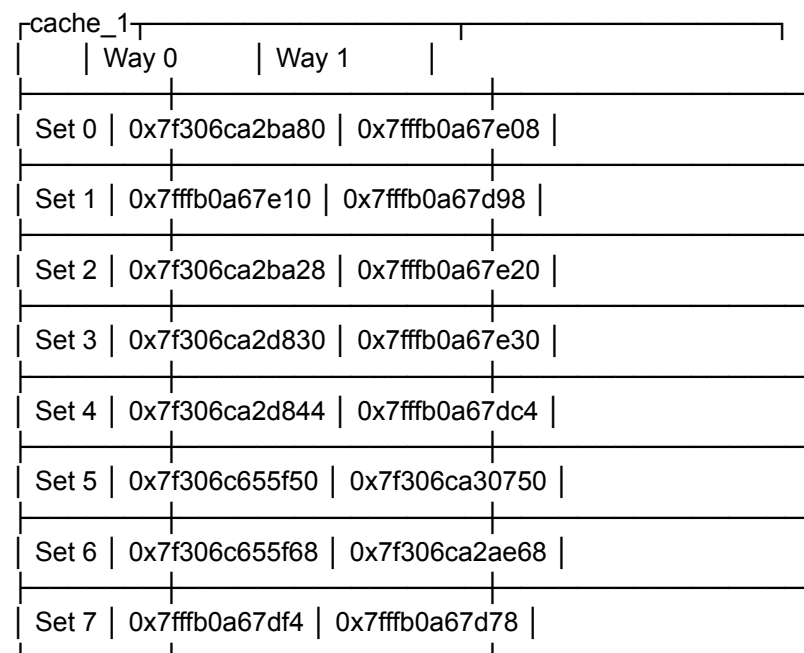 cache_1
Way 0 Way 1
Set 0 0x7f306ca2ba80 0x7fffb0a67e08
Set 1 0x7fffb0a67e10 0x7fffb0a67d98
Set 2 0x7f306ca2ba28 0x7fffb0a67e20
Set 3 0x7f306ca2d830 0x7fffb0a67e30
Set 4 0x7f306ca2d844 0x7fffb0a67dc4
Set 5 0x7f306c655f50 0x7f306ca30750
Set 6 0x7f306c655f68 0x7f306ca2ae68
Set 7 0x7fffb0a67df4 0x7fffb0a67d78